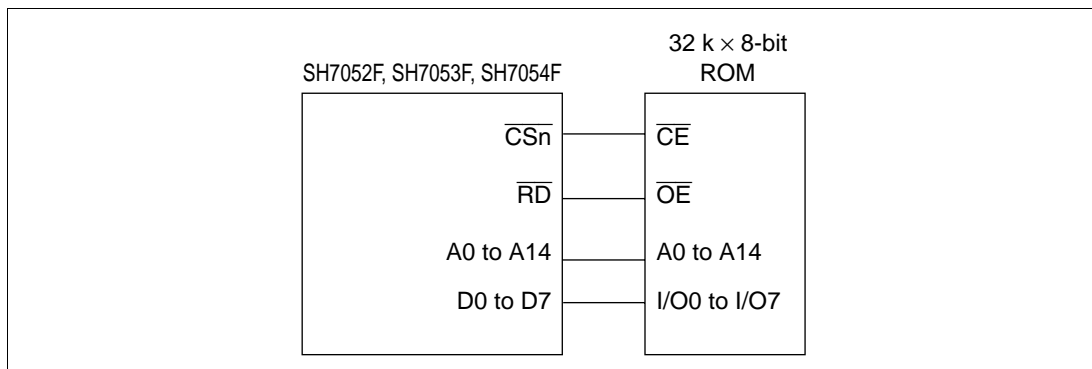 32 k × 8-bit
SH7052F, SH7053F, SH7054F ROM
CSn CE
RD OE
A0 to A14 A0 to A14
D0 to D7 I/O0 to I/O7